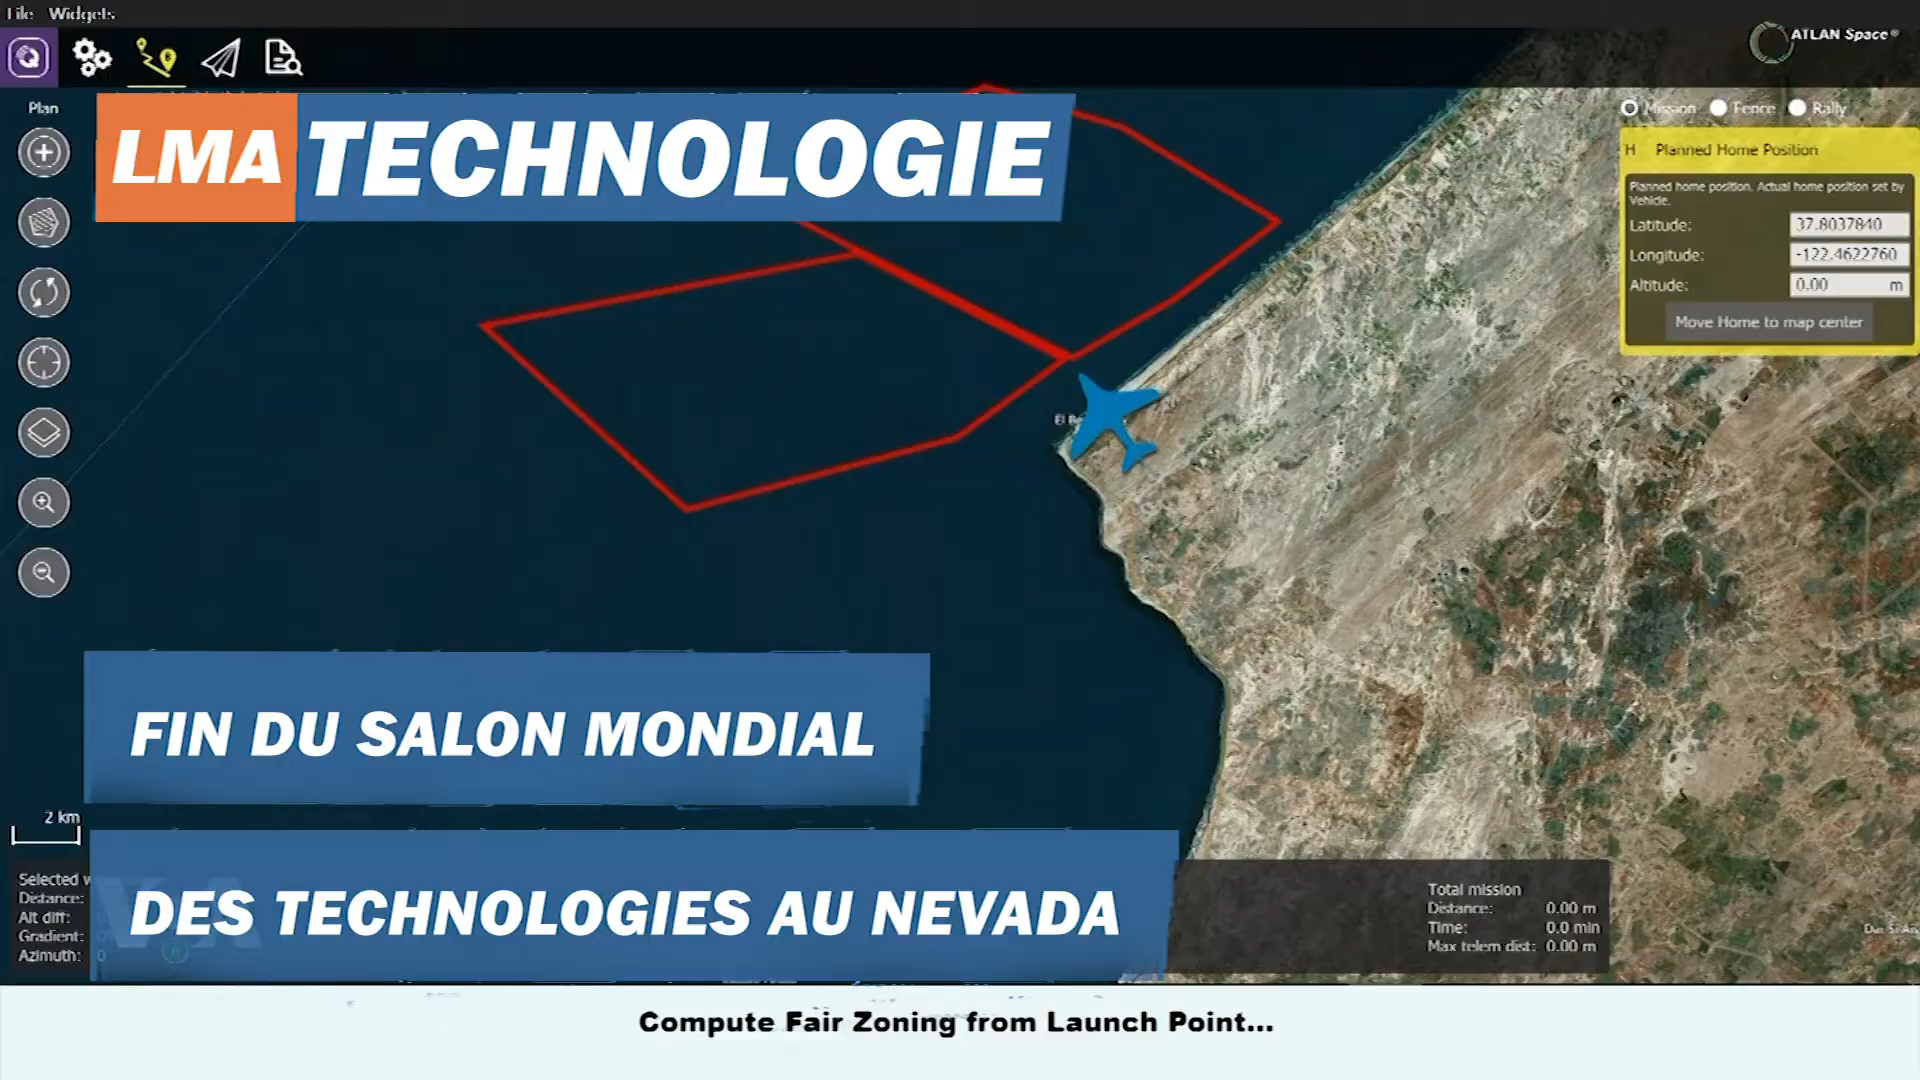 File Widgets
ATLAN Space®
Plan
Mission Fence Rally
LMA TECHNOLOGIE
H Planned Home Position
Planned home position. Actual home position set by
Vehicle.
Latitude: 37.8037840
Longitude: -122.4622760
Altitude: 0.00 m
Move Home to map center
El
FIN DU SALON MONDIAL
2 km
DES TECHNOLOGIES AU NEVADA
Selected
Distance:
Alt diff:
Gradient:
Azimuth: 0
Total mission
Distance: 0.00 m
Time: 0.0 min
Max telem dist: 0.00 m
Compute Fair Zoning from Launch Point...